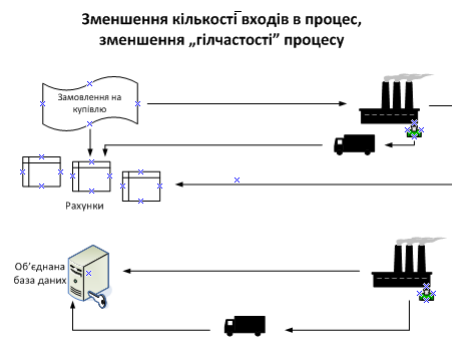 Зменшення кількості входів в процес,
зменшення „гілчастості” процесу
Замовлення на
купівлю
Рахунки
Об’єднана
база даних